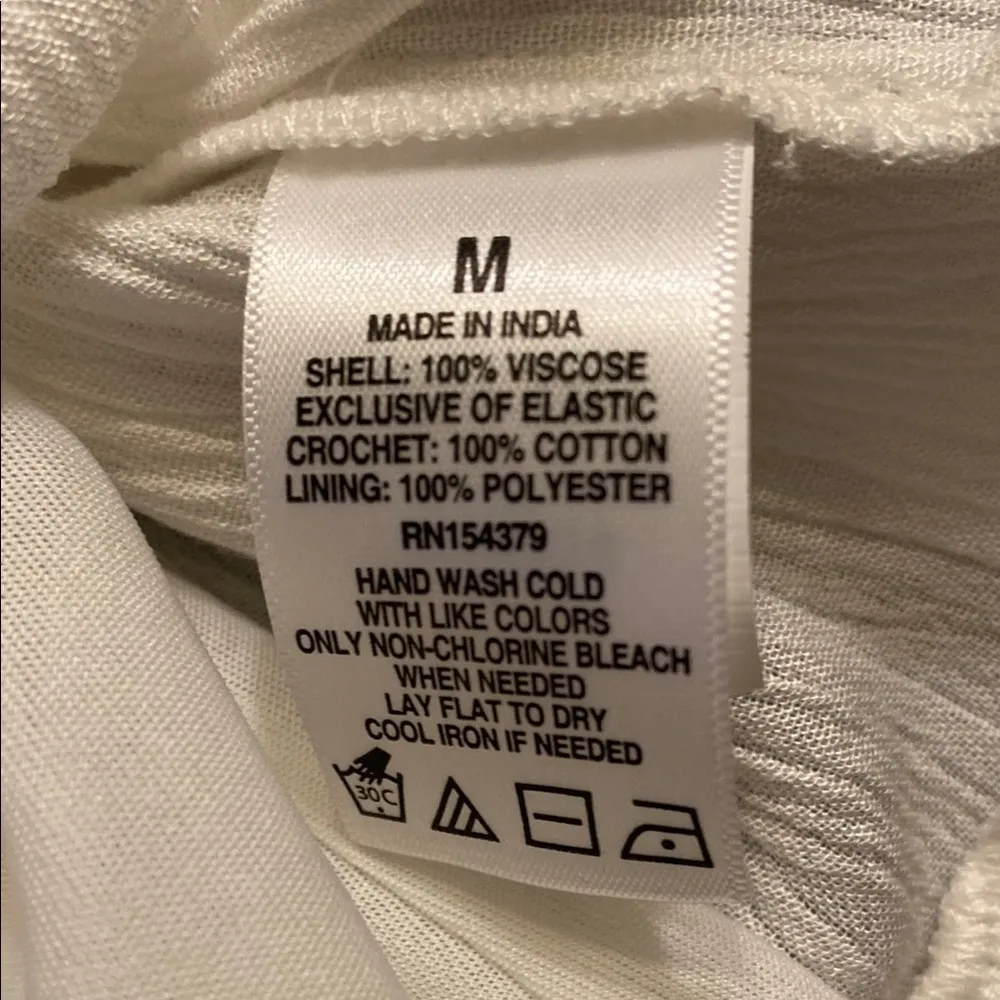 M
MADE IN INDIA
SHELL: 100% VISCOSE
EXCLUSIVE OF ELASTIC
CROCHET: 100% COTTON
LINING: 100% POLYESTER
RN154379
HAND WASH COLD
WITH LIKE COLORS
ONLY NON-CHLORINE BLEACH
WHEN NEEDED
LAY FLAT TO DRY
COOL IRON IF NEEDED
30C